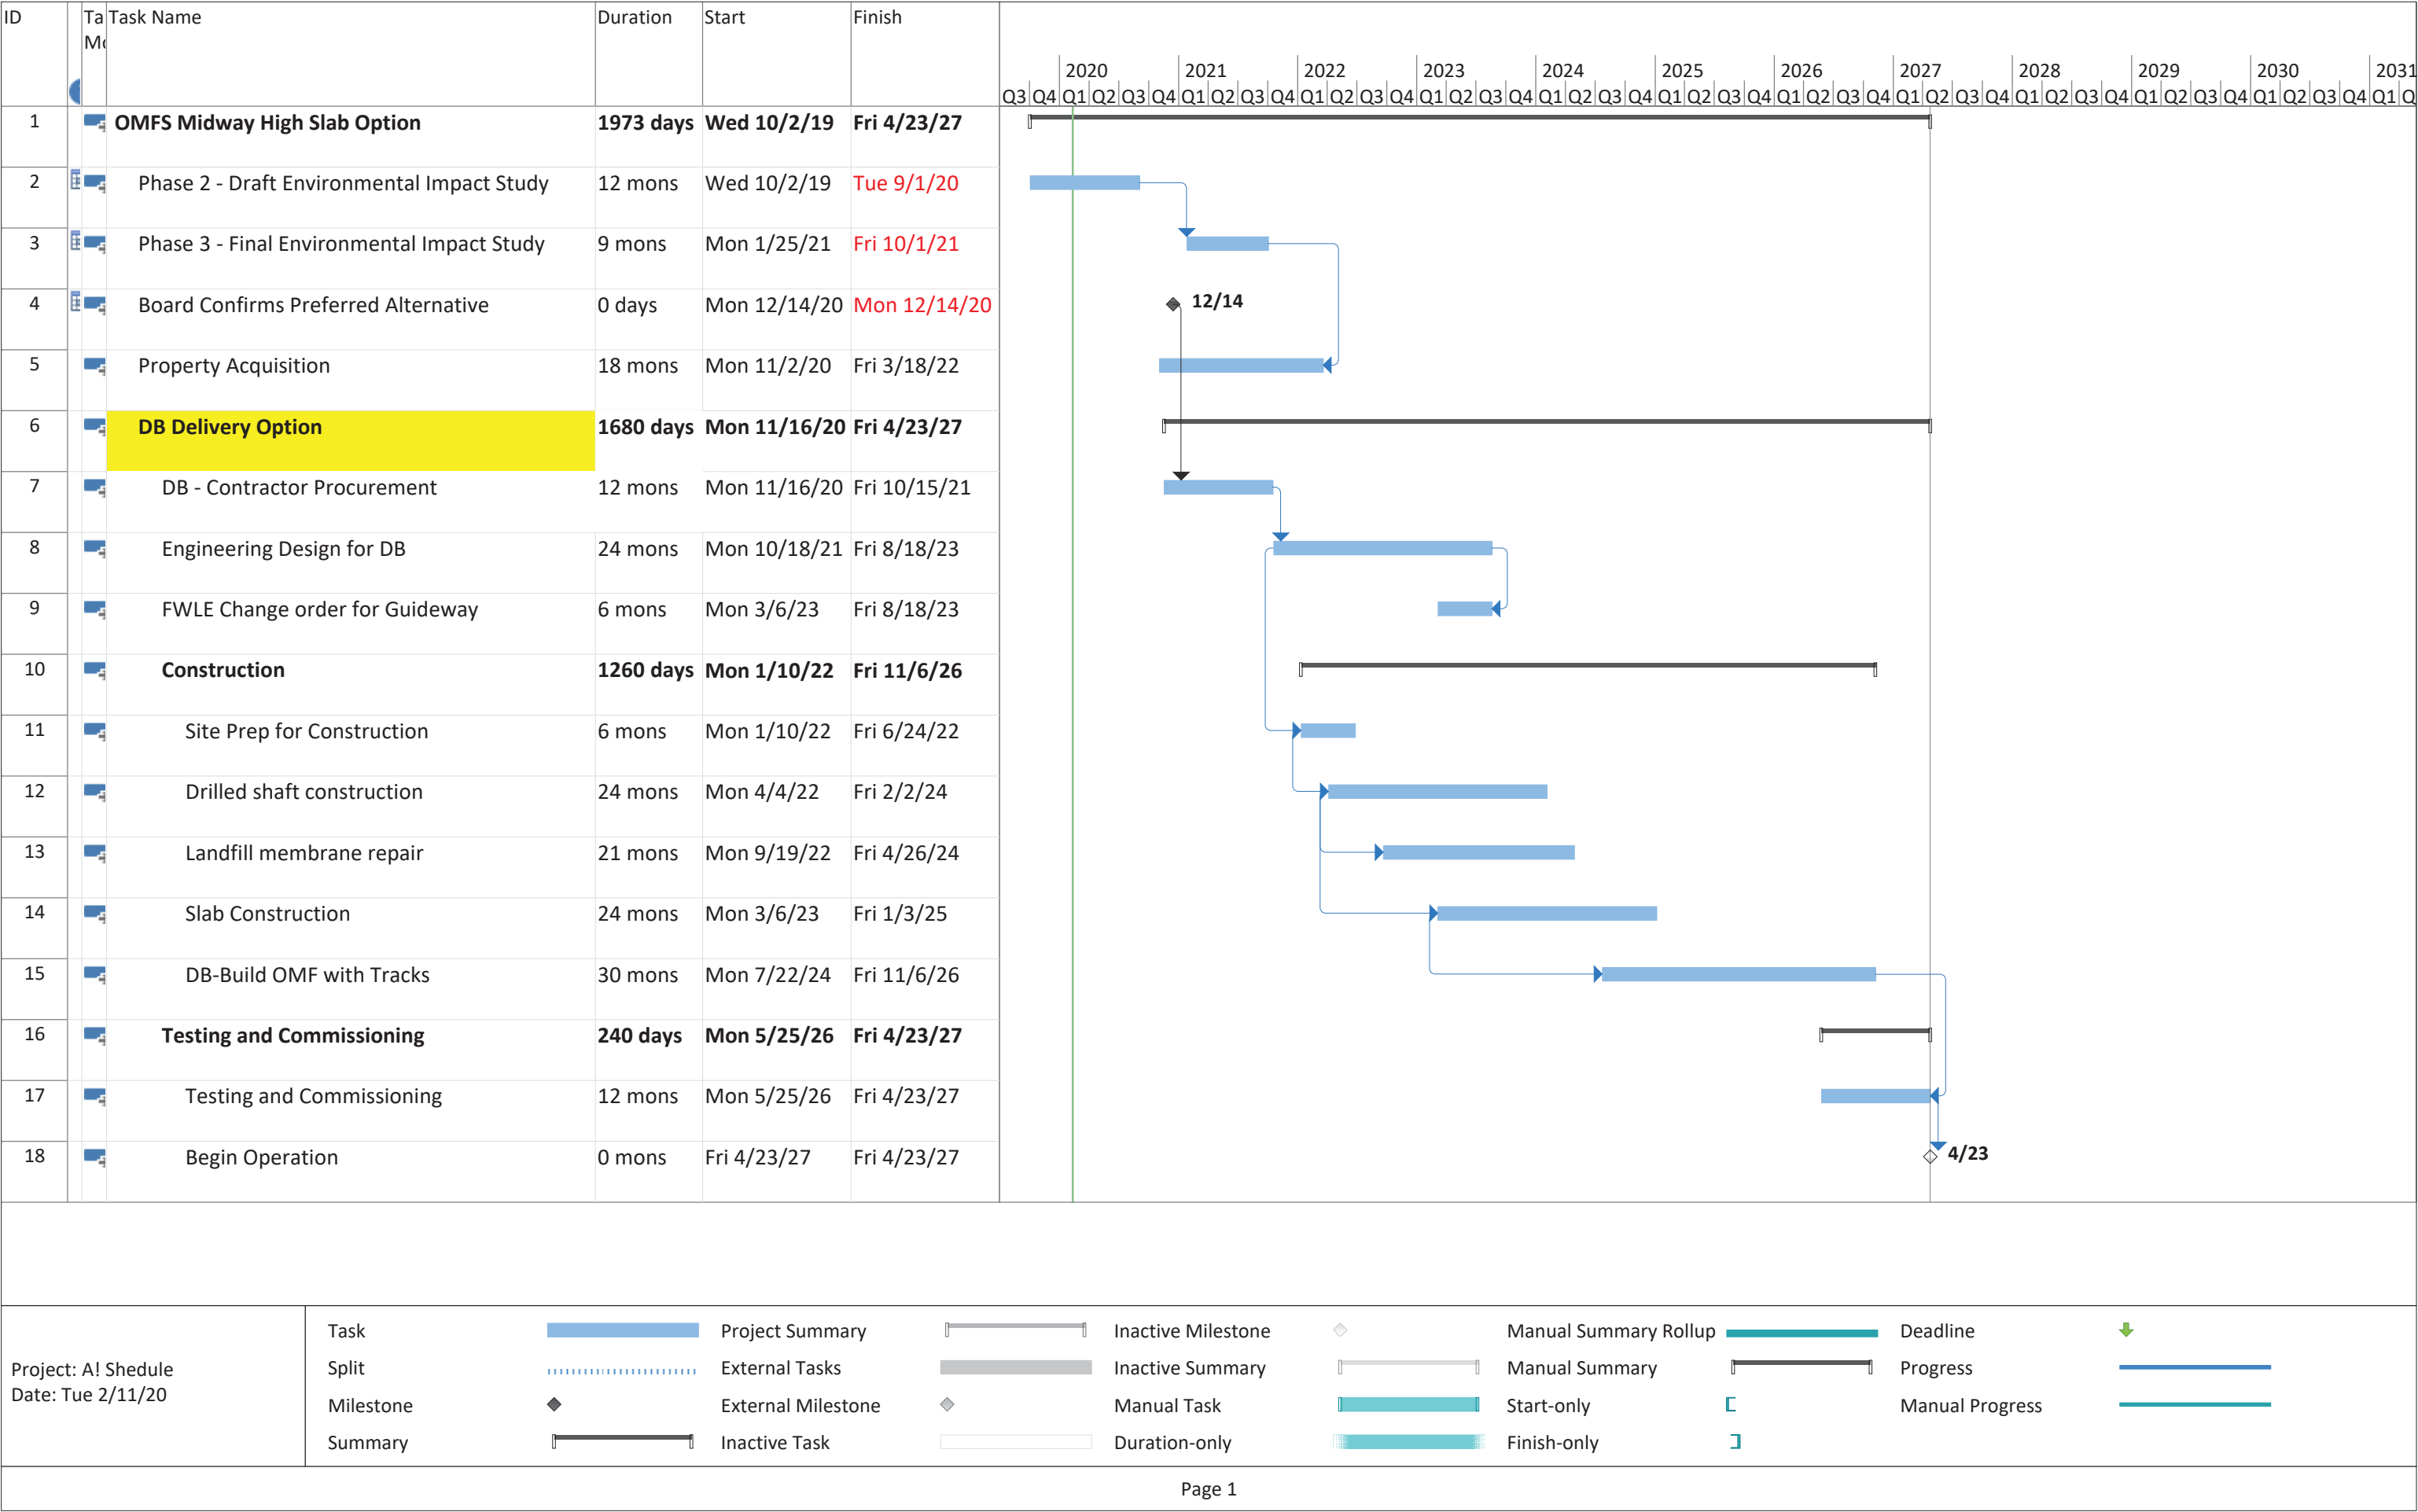 ID Ta Task Name Duration Start Finish
Mo
2020 2021 2022 2023 2024 2025 2026 2027 2028 2029 2030 2031
Q3 Q4 Q1 Q2 Q3 Q4 Q1 Q2 Q3 Q4 Q1 Q2 Q3 Q4 Q1 Q2 Q3 Q4 Q1 Q2 Q3 Q4 Q1 Q2 Q3 Q4 Q1 Q2 Q3 Q4 Q1 Q2 Q3 Q4 Q1 Q2 Q3 Q4 Q1 Q2 Q3 Q4 Q1 Q2 Q3 Q4 Q1 Q
1 OMFS Midway High Slab Option 1973 days Wed 10/2/19 Fri 4/23/27
2 Phase 2 - Draft Environmental Impact Study 12 mons Wed 10/2/19 Tue 9/1/20
3 Phase 3 - Final Environmental Impact Study 9 mons Mon 1/25/21 Fri 10/1/21
4 Board Confirms Preferred Alternative 0 days Mon 12/14/20 Mon 12/14/20 12/14
5 Property Acquisition 18 mons Mon 11/2/20 Fri 3/18/22
6 DB Delivery Option 1680 days Mon 11/16/20 Fri 4/23/27
7 DB - Contractor Procurement 12 mons Mon 11/16/20 Fri 10/15/21
8 Engineering Design for DB 24 mons Mon 10/18/21 Fri 8/18/23
9 FWLE Change order for Guideway 6 mons Mon 3/6/23 Fri 8/18/23
10 Construction 1260 days Mon 1/10/22 Fri 11/6/26
11 Site Prep for Construction 6 mons Mon 1/10/22 Fri 6/24/22
12 Drilled shaft construction 24 mons Mon 4/4/22 Fri 2/2/24
13 Landfill membrane repair 21 mons Mon 9/19/22 Fri 4/26/24
14 Slab Construction 24 mons Mon 3/6/23 Fri 1/3/25
15 DB-Build OMF with Tracks 30 mons Mon 7/22/24 Fri 11/6/26
16 Testing and Commissioning 240 days Mon 5/25/26 Fri 4/23/27
17 Testing and Commissioning 12 mons Mon 5/25/26 Fri 4/23/27
18 Begin Operation 0 mons Fri 4/23/27 Fri 4/23/27 4/23
Project: A! Shedule
Date: Tue 2/11/20
Task Project Summary Inactive Milestone Manual Summary Rollup Deadline
Split External Tasks Inactive Summary Manual Summary Progress
Milestone External Milestone Manual Task Start-only Manual Progress
Summary Inactive Task Duration-only Finish-only
Page 1